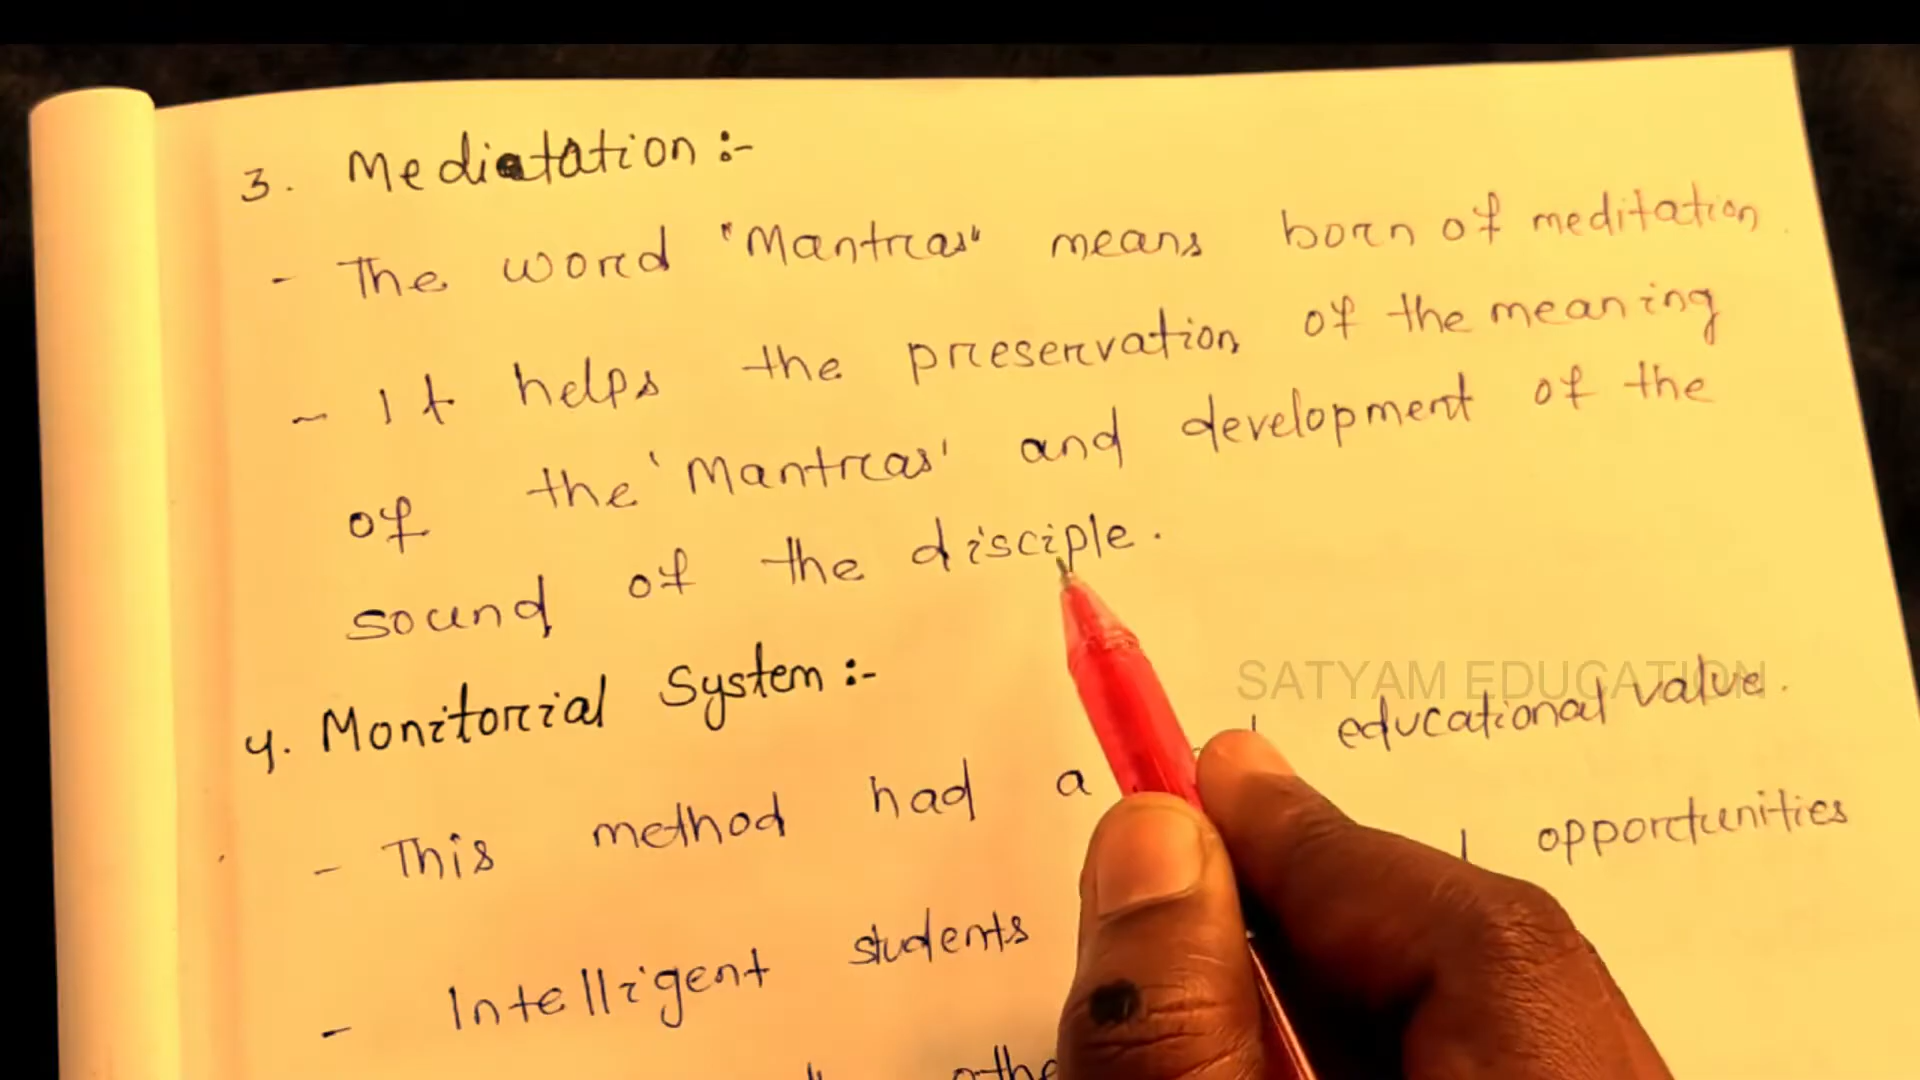 3. Mediatation :-
- The word "Mantras" means born of meditation.
- It helps the preservation of the meaning
of the 'Mantras' and development of the
sound of the disciple.
4. Monitorial System :-
SATYAM EDUCATION
- This method had a educational value.
- Intelligent students opportunities